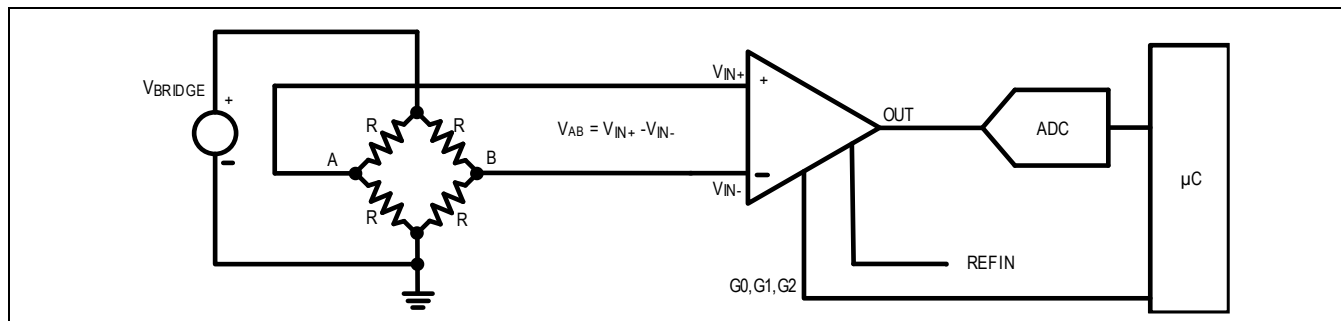 VBRIDGE
+
R
R
A
B
R
R
VAB = VIN+ -VIN-
VIN+
+
VIN-
OUT
ADC
µC
REFIN
G0,G1,G2